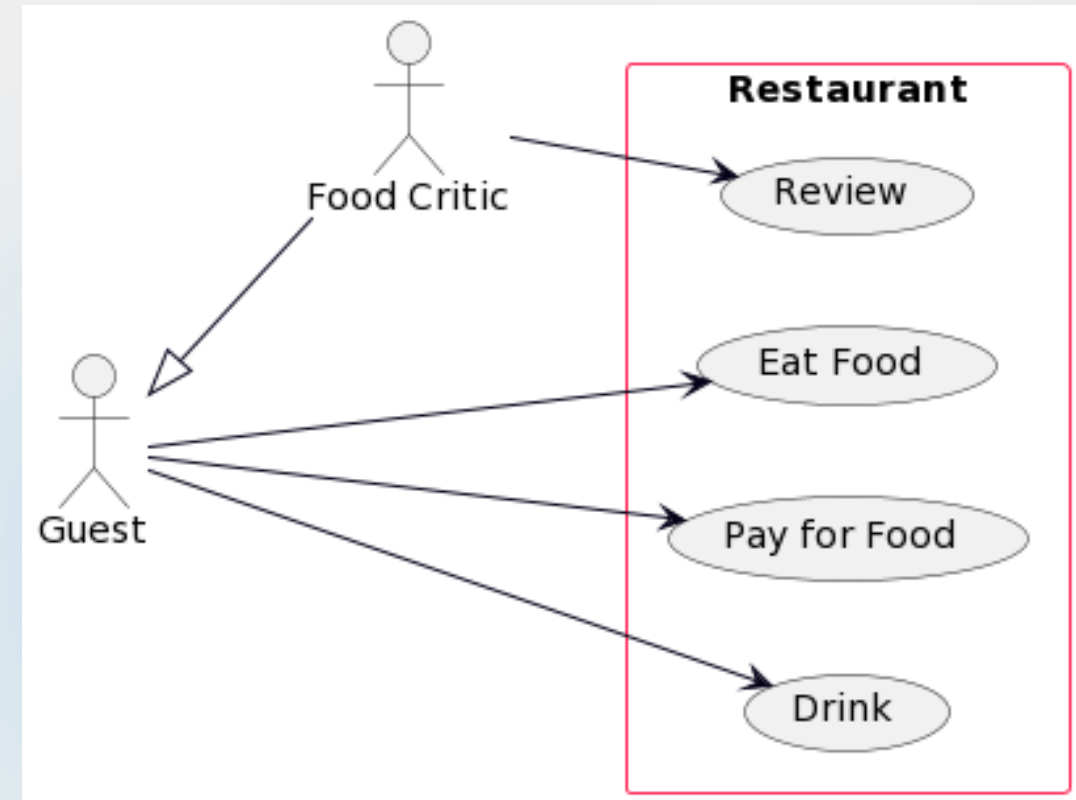 Restaurant
Review
Food Critic
Eat Food
Guest
Pay for Food
Drink